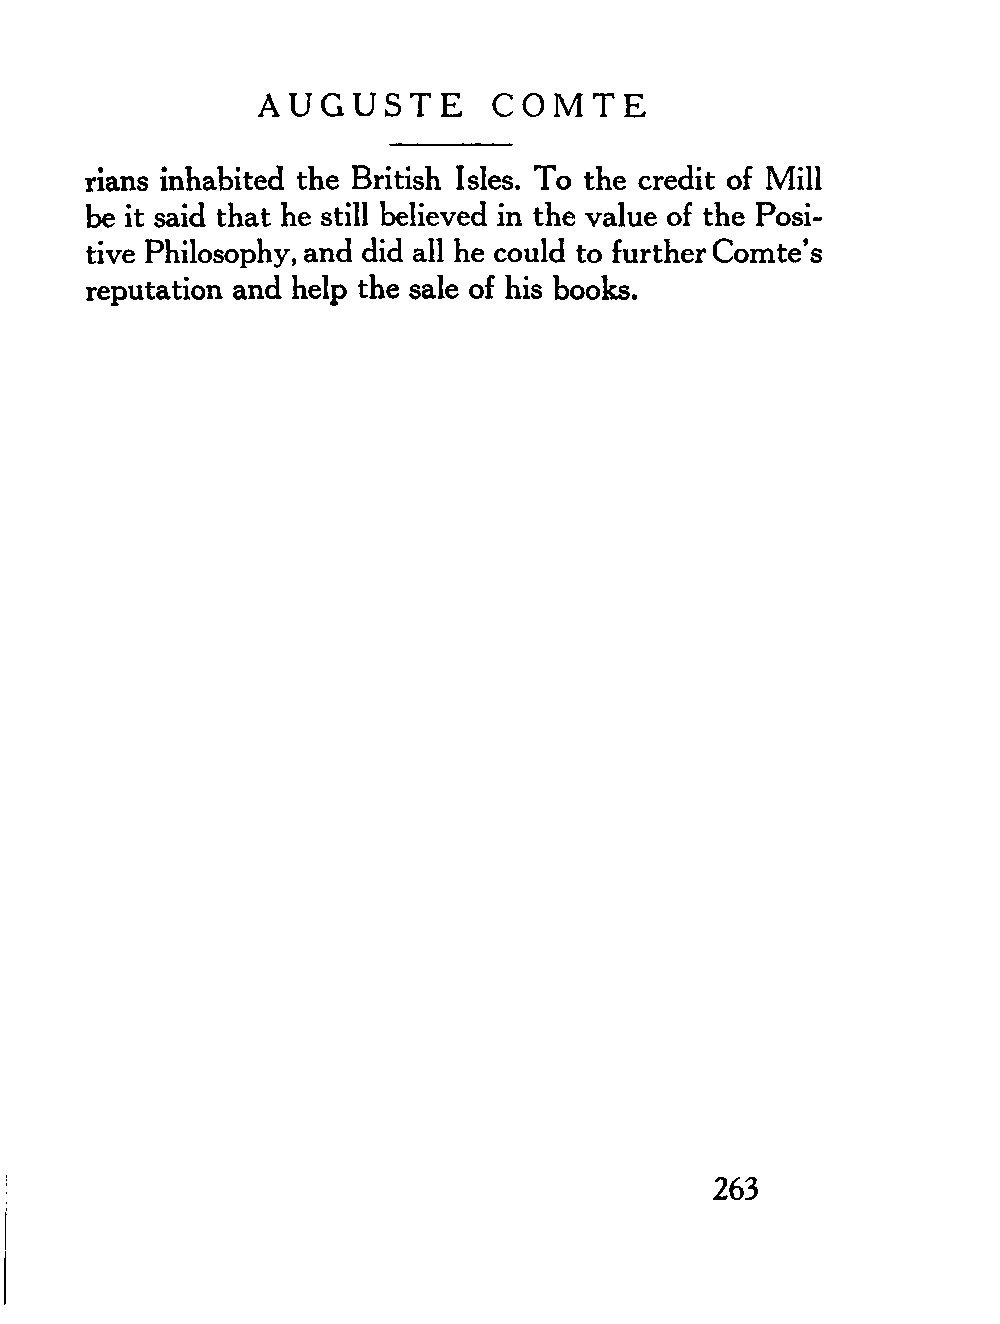 AUGUSTE COMTE
rians inhabited the British Isles. To the credit of Mill
be it said that he still believed in the value of the Posi-
tive Philosophy, and did all he could to further Comte's
reputation and help the sale of his books.
263